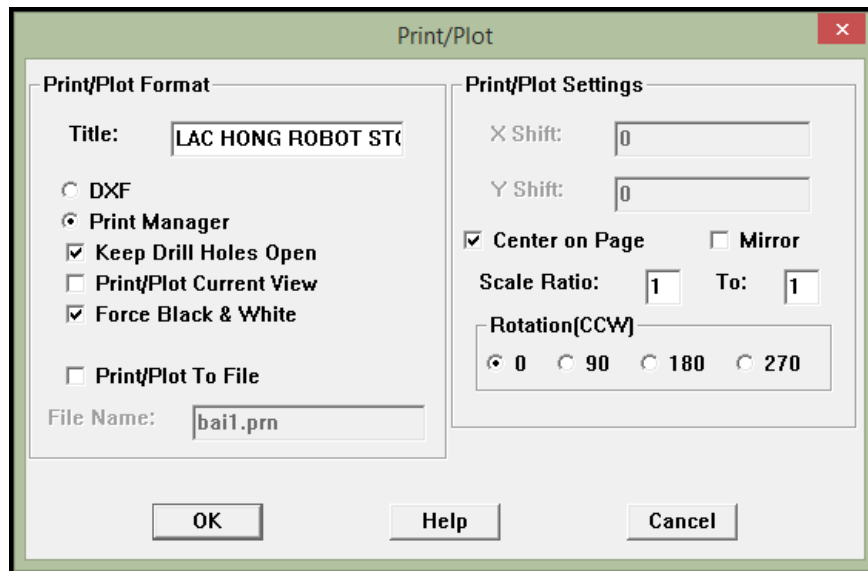 Print/Plot
Print/Plot Format
Title: LAC HONG ROBOT STO
DXF
Print Manager
Keep Drill Holes Open
Print/Plot Current View
Force Black & White
Print/Plot To File
File Name: bai1.prn
Print/Plot Settings
X Shift: 0
Y Shift: 0
Center on Page Mirror
Scale Ratio: 1 To: 1
Rotation(CCW)
0 90 180 270
OK Help Cancel